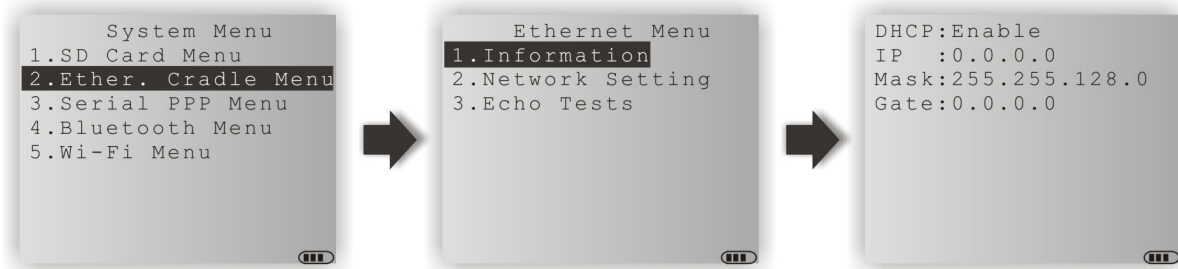 System Menu
1.SD Card Menu
2.Ether. Cradle Menu
3.Serial PPP Menu
4.Bluetooth Menu
5.Wi-Fi Menu
Ethernet Menu
1.Information
2.Network Setting
3.Echo Tests
DHCP:Enable
IP  :0.0.0.0
Mask:255.255.128.0
Gate:0.0.0.0